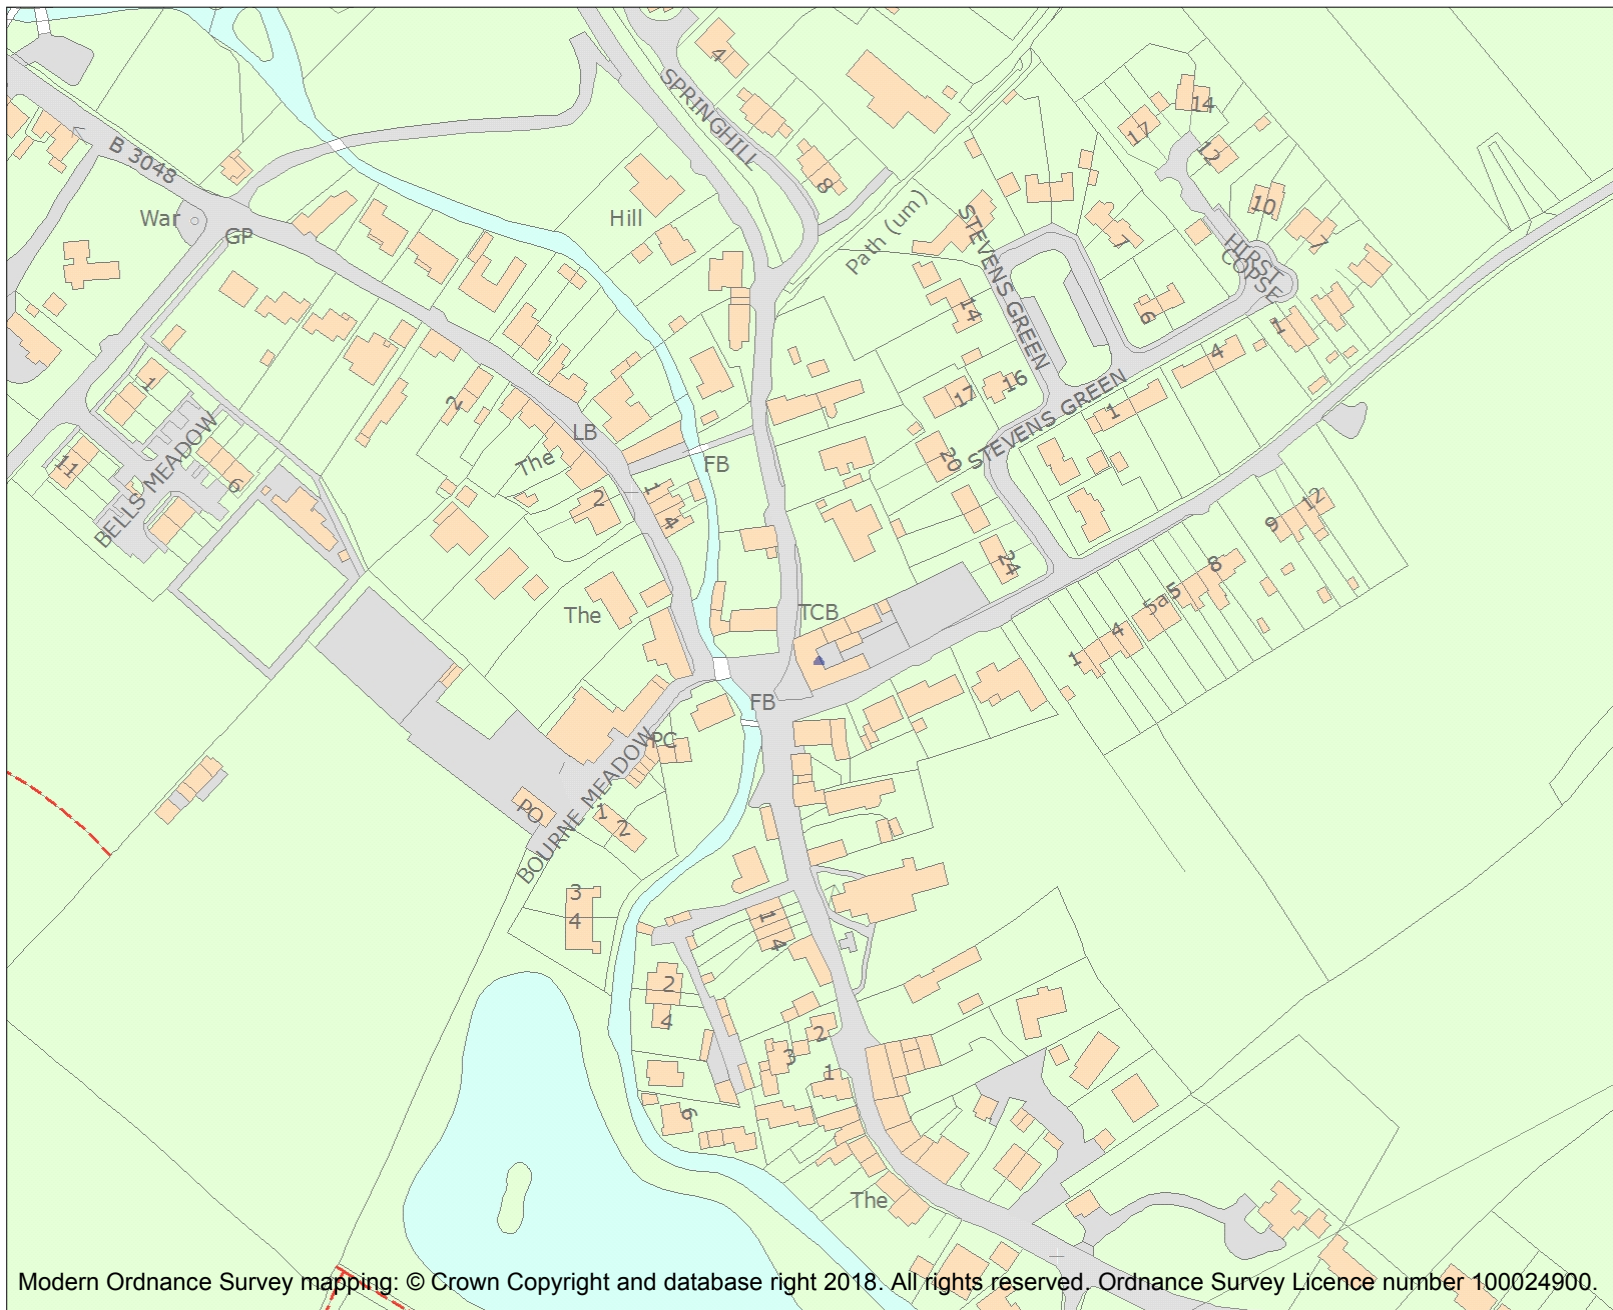 4
SPRINGHILL
14
17
12
B 3048
8
10
War
Hill
Path (um)
STEVENS GREEN
7
7
GP
HIRST
COPSE
14
6
1
1
4
2
17
16
1
LB
STEVENS GREEN
The
FB
20
11
BELLS MEADOW
6
2
1
4
12
9
24
8
5
5a
The
TCB
4
1
FB
PC
BOURNE MEADOW
PO
1
2
3
4
1
4
2
4
2
3
1
6
The
Modern Ordnance Survey mapping: © Crown Copyright and database right 2018. All rights reserved. Ordnance Survey Licence number 100024900.